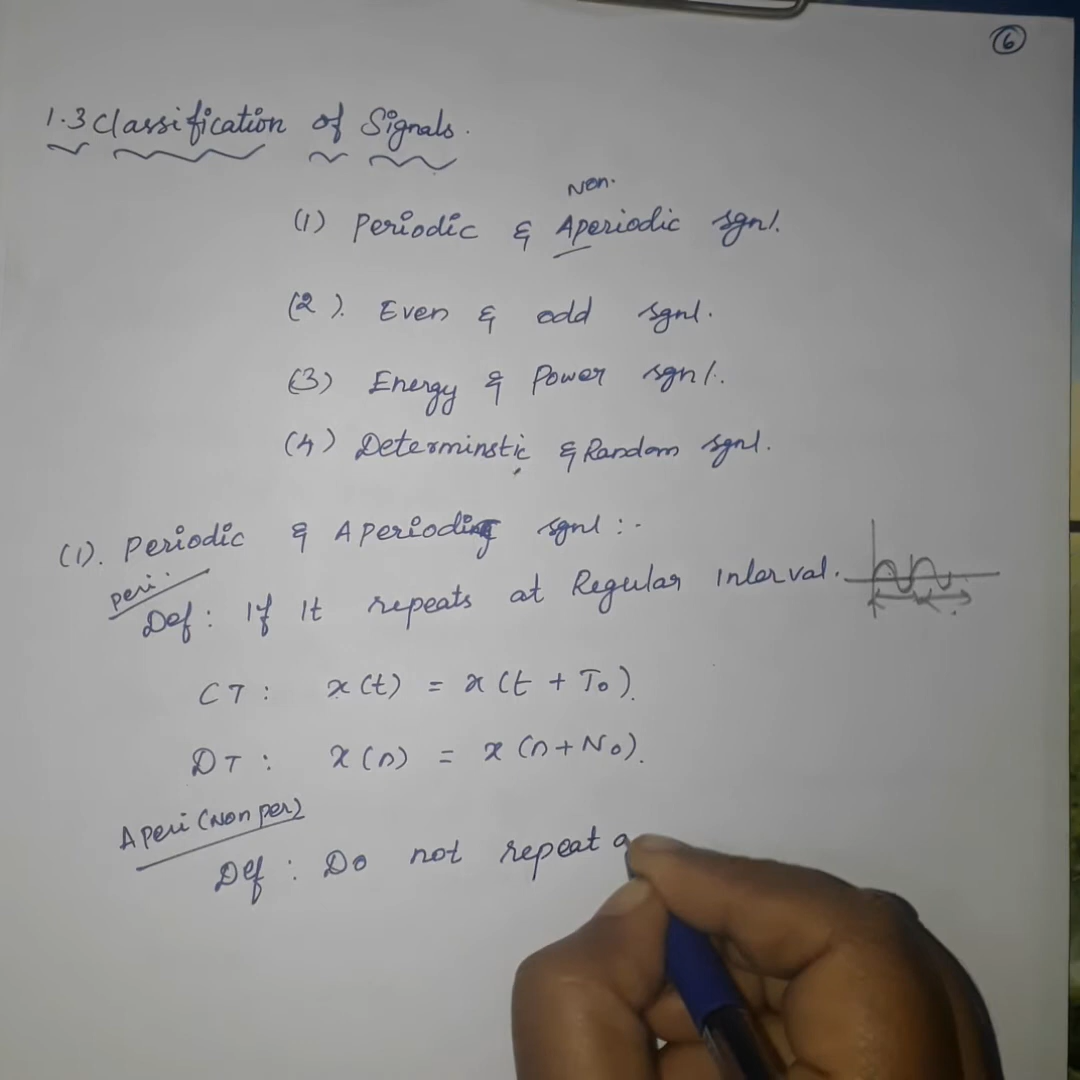 6
1.3 Classification of Signals.
Non.
(1) Periodic & Aperiodic sgnl.
(2). Even & odd sgnl.
(3) Energy & Power sgnl.
(4) Determinstic & Random sgnl.
(1). Periodic & Aperiodic sgnl :-
peri.
Def : If It repeats at Regular Interval.
CT : x(t) = x(t + T₀).
DT : x(n) = x(n+N₀).
Aperi (Non per)
Def : Do not repeat a